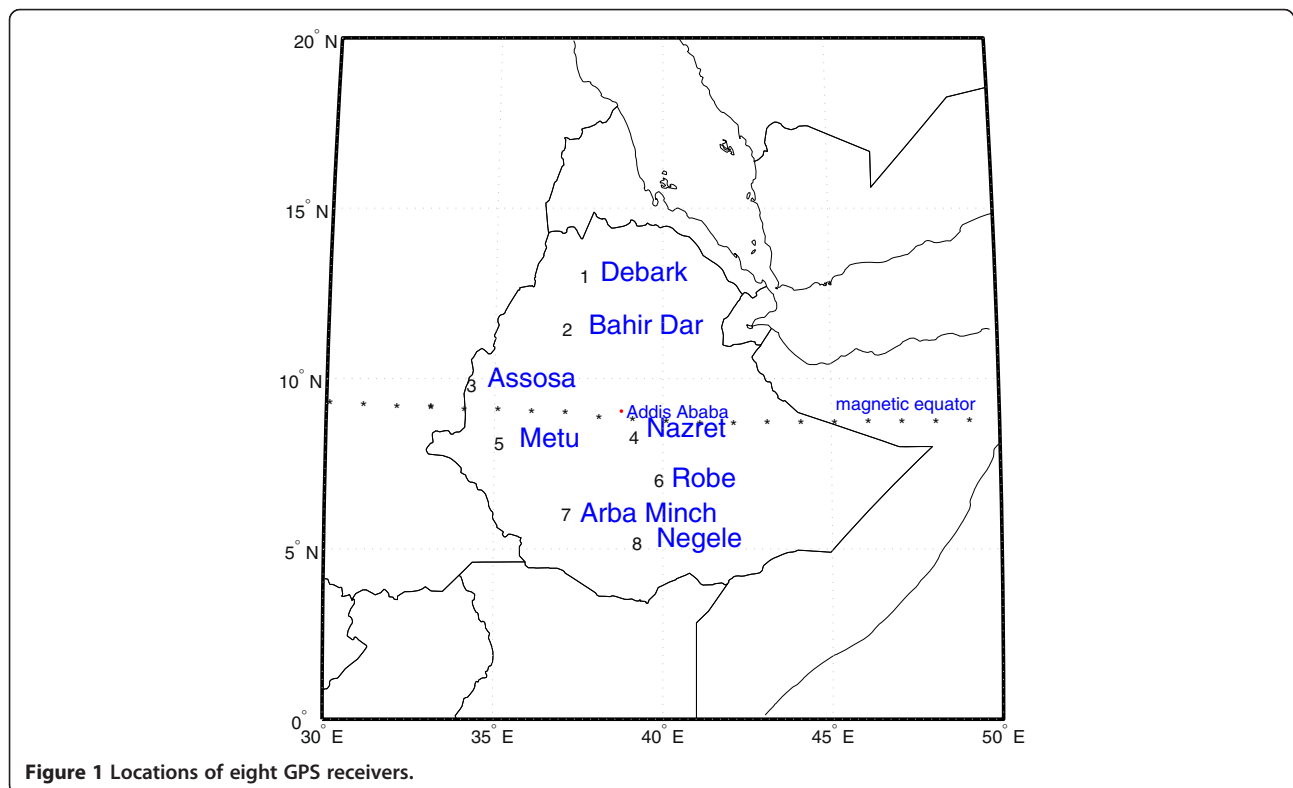 20° N
15° N
1 Debark
2 Bahir Dar
3 Assosa
10° N
magnetic equator
Addis Ababa
4 Nazret
5 Metu
6 Robe
7 Arba Minch
8 Negele
5° N
0°
30° E 35° E 40° E 45° E 50° E
Figure 1 Locations of eight GPS receivers.